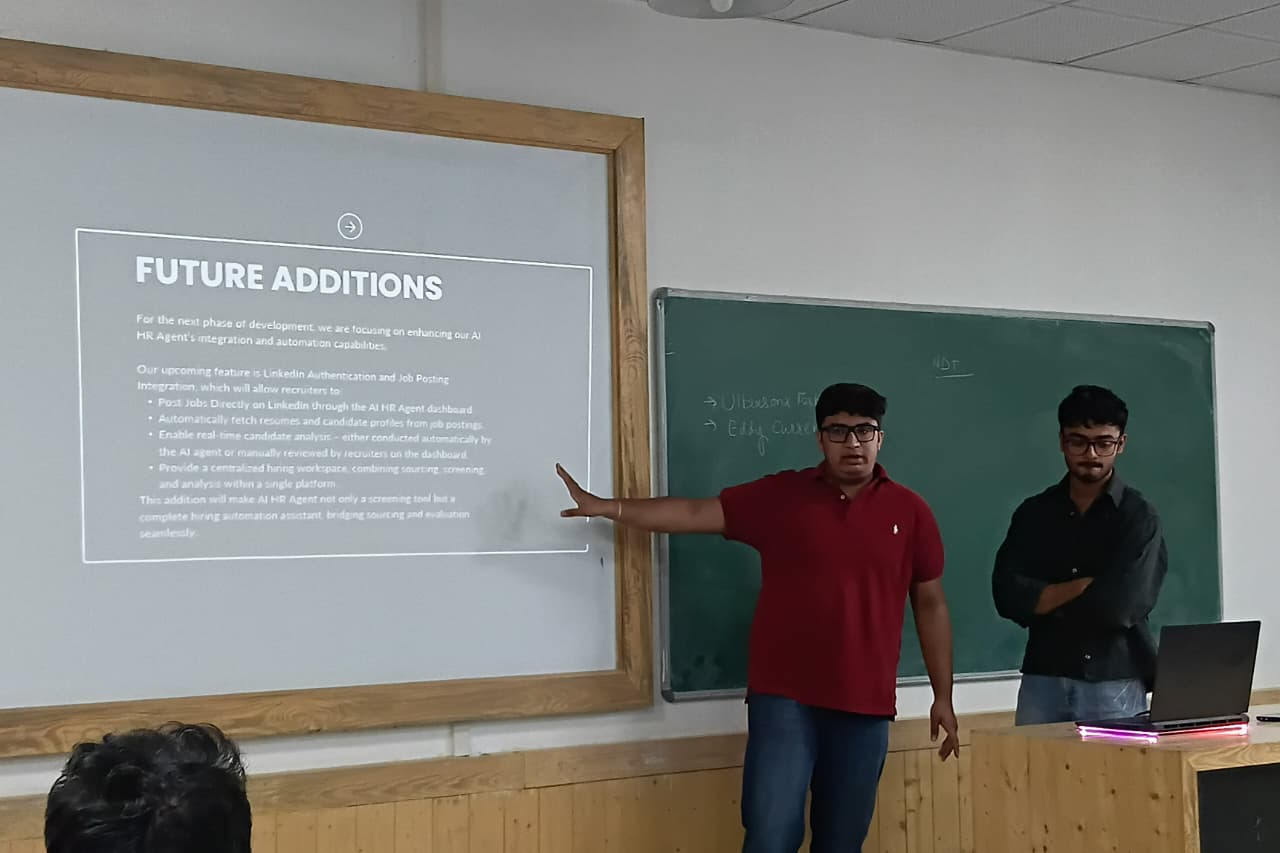 FUTURE ADDITIONS
For the next phase of development, we are focusing on enhancing our AI
HR Agent's integration and automation capabilities.
Our upcoming feature is LinkedIn Authentication and Job Posting
Integration, which will allow recruiters to:
• Post Jobs Directly on LinkedIn through the AI HR Agent dashboard.
• Automatically fetch resumes and candidate profiles from job postings.
• Enable real-time candidate analysis – either conducted automatically by
the AI agent or manually reviewed by recruiters on the dashboard.
• Provide a centralized hiring workspace, combining sourcing, screening,
and analysis within a single platform.
This addition will make AI HR Agent not only a screening tool but a
complete hiring automation assistant, bridging sourcing and evaluation
seamlessly.
NDT
→ Eddy